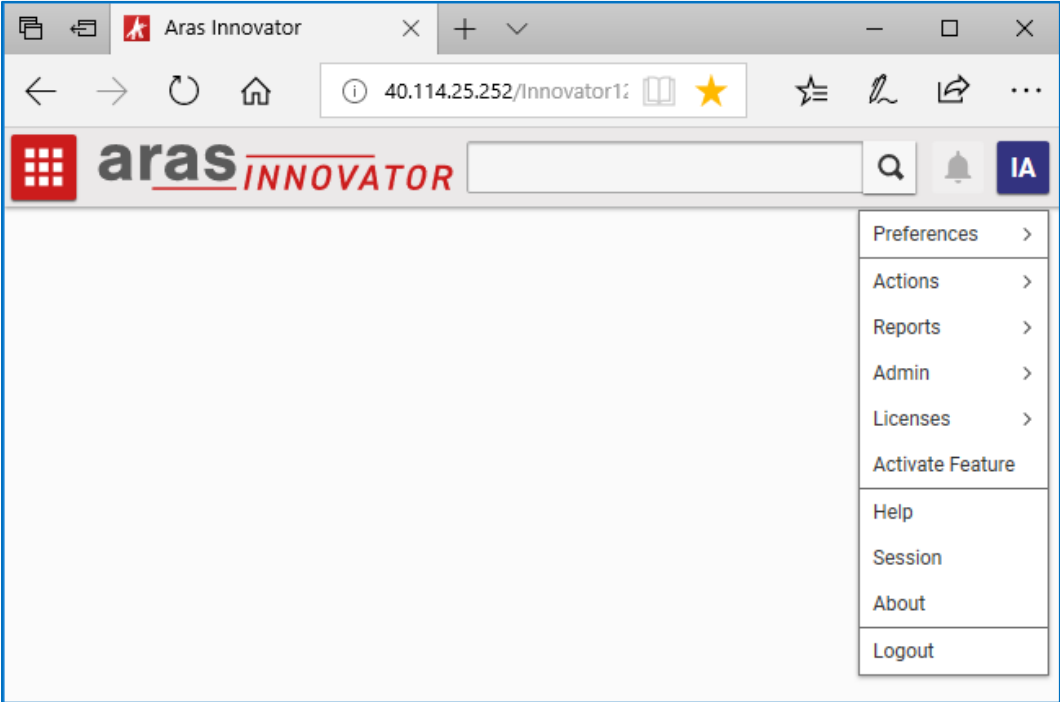 Aras Innovator
40.114.25.252/Innovator12
aras INNOVATOR
IA
Preferences
Actions
Reports
Admin
Licenses
Activate Feature
Help
Session
About
Logout